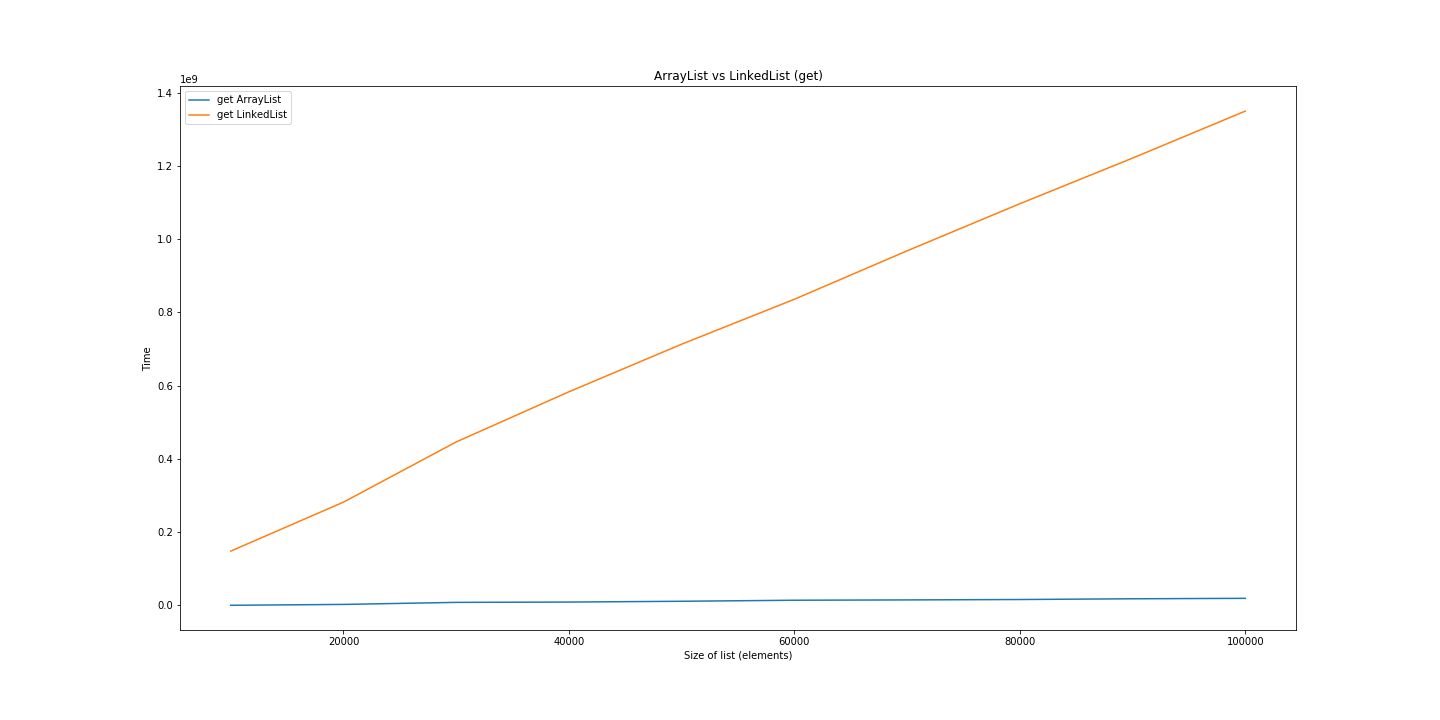 ArrayList vs LinkedList (get)
1e9
get ArrayList
get LinkedList
1.4
1.2
1.0
0.8
0.6
0.4
0.2
0.0
Time
20000 40000 60000 80000 100000
Size of list (elements)